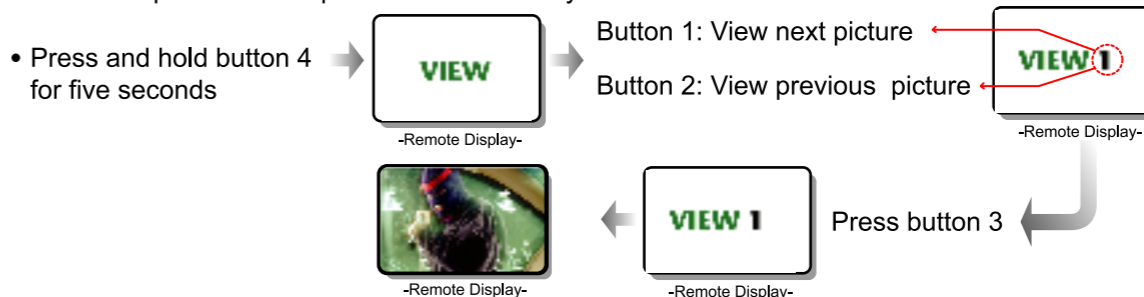 • Press and hold button 4
for five seconds
VIEW
-Remote Display-
Button 1: View next picture
Button 2: View previous picture
VIEW 1
-Remote Display-
Press button 3
VIEW 1
-Remote Display-
-Remote Display-